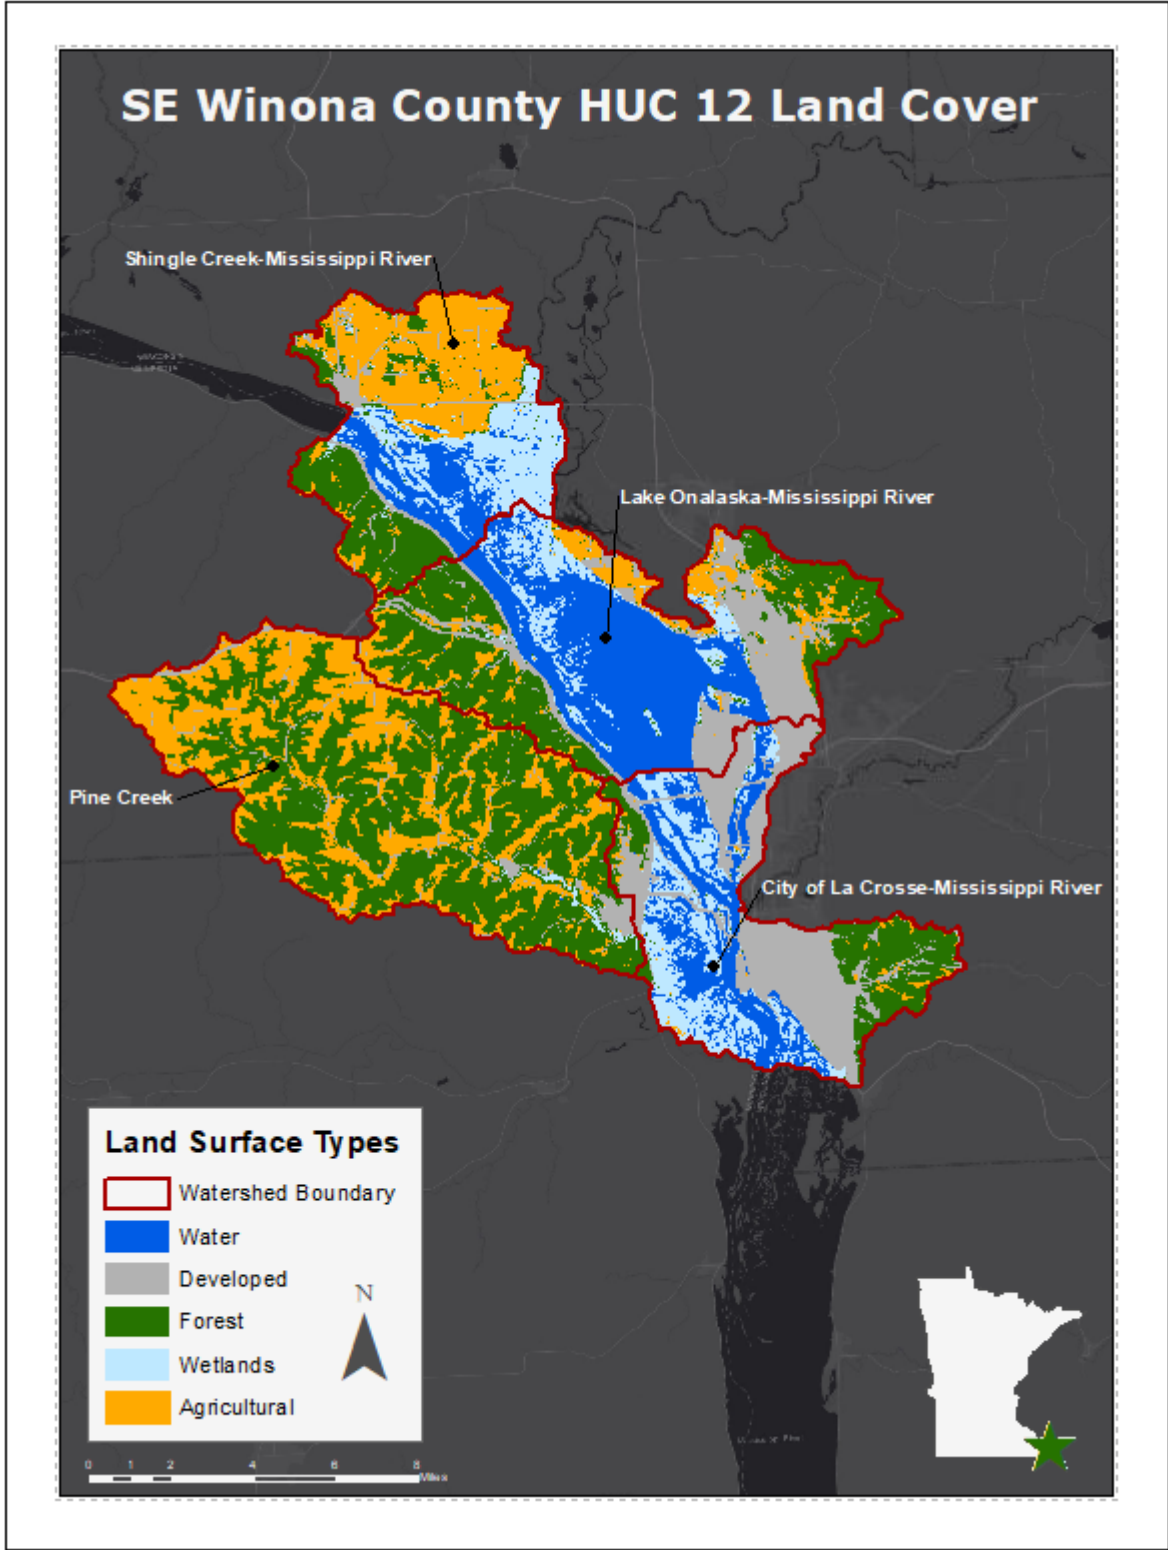 SE Winona County HUC 12 Land Cover
Shingle Creek-Mississippi River
Lake Onalaska-Mississippi River
Pine Creek
City of La Crosse-Mississippi River
Land Surface Types
Watershed Boundary
Water
Developed
Forest
Wetlands
Agricultural
N
0 1 2 4 6 8
Miles